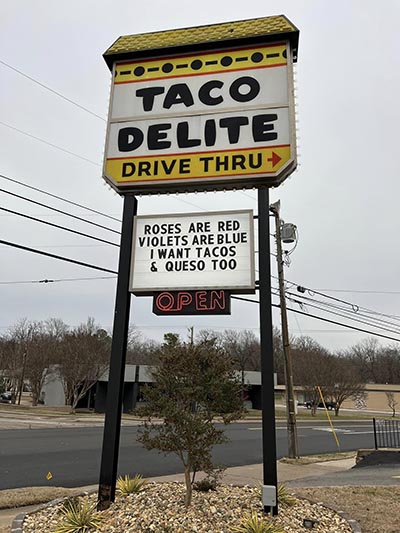 TACO
DELITE
DRIVE THRU
ROSES ARE RED
VIOLETS ARE BLUE
I WANT TACOS
& QUESO TOO
OPEN